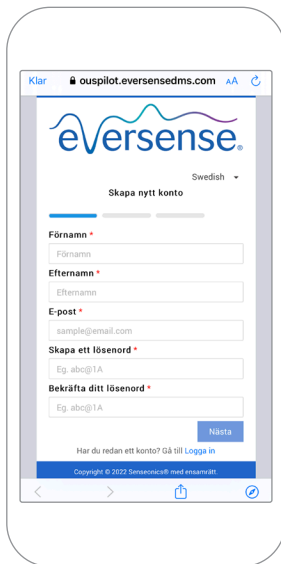 Klar
ouspilot.eversensedms.com AA
eversense®
Swedish
Skapa nytt konto
Förnamn *
Förnamn
Efternamn *
Efternamn
E-post *
sample@email.com
Skapa ett lösenord *
Eg. abc@1A
Bekräfta ditt lösenord *
Eg. abc@1A
Nästa
Har du redan ett konto? Gå till Logga in
Copyright © 2022 Senseonics® med ensamrätt.